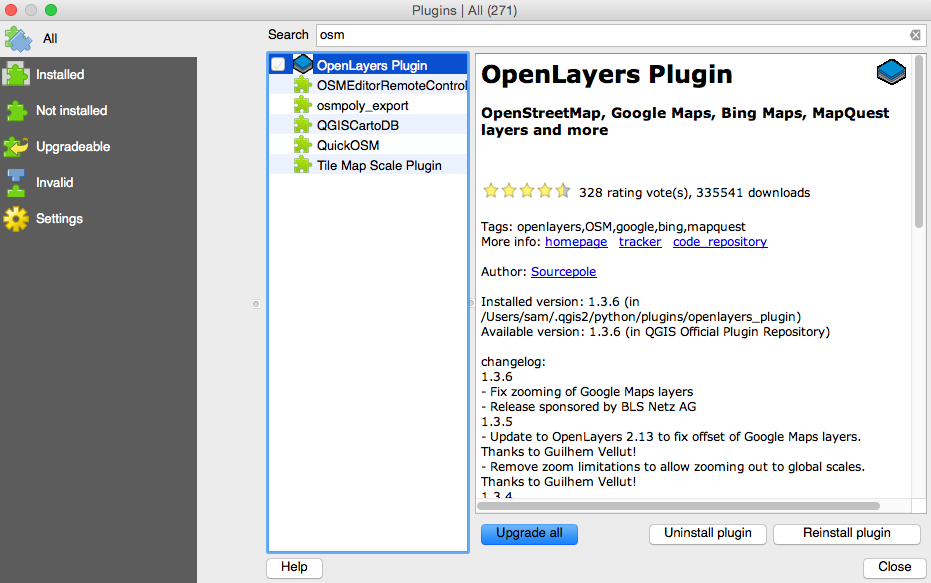 Plugins | All (271)
All
Installed
Not installed
Upgradeable
Invalid
Settings
Search osm
OpenLayers Plugin
OSMEditorRemoteControl
osmpoly_export
QGISCartoDB
QuickOSM
Tile Map Scale Plugin
OpenLayers Plugin
OpenStreetMap, Google Maps, Bing Maps, MapQuest
layers and more
328 rating vote(s), 335541 downloads
Tags: openlayers,OSM,google,bing,mapquest
More info: homepage tracker code_repository
Author: Sourcepole
Installed version: 1.3.6 (in
/Users/sam/.qgis2/python/plugins/openlayers_plugin)
Available version: 1.3.6 (in QGIS Official Plugin Repository)
changelog:
1.3.6
- Fix zooming of Google Maps layers
- Release sponsored by BLS Netz AG
1.3.5
- Update to OpenLayers 2.13 to fix offset of Google Maps layers.
Thanks to Guilhem Vellut!
- Remove zoom limitations to allow zooming out to global scales.
Thanks to Guilhem Vellut!
1.3.4
Upgrade all
Uninstall plugin
Reinstall plugin
Help
Close